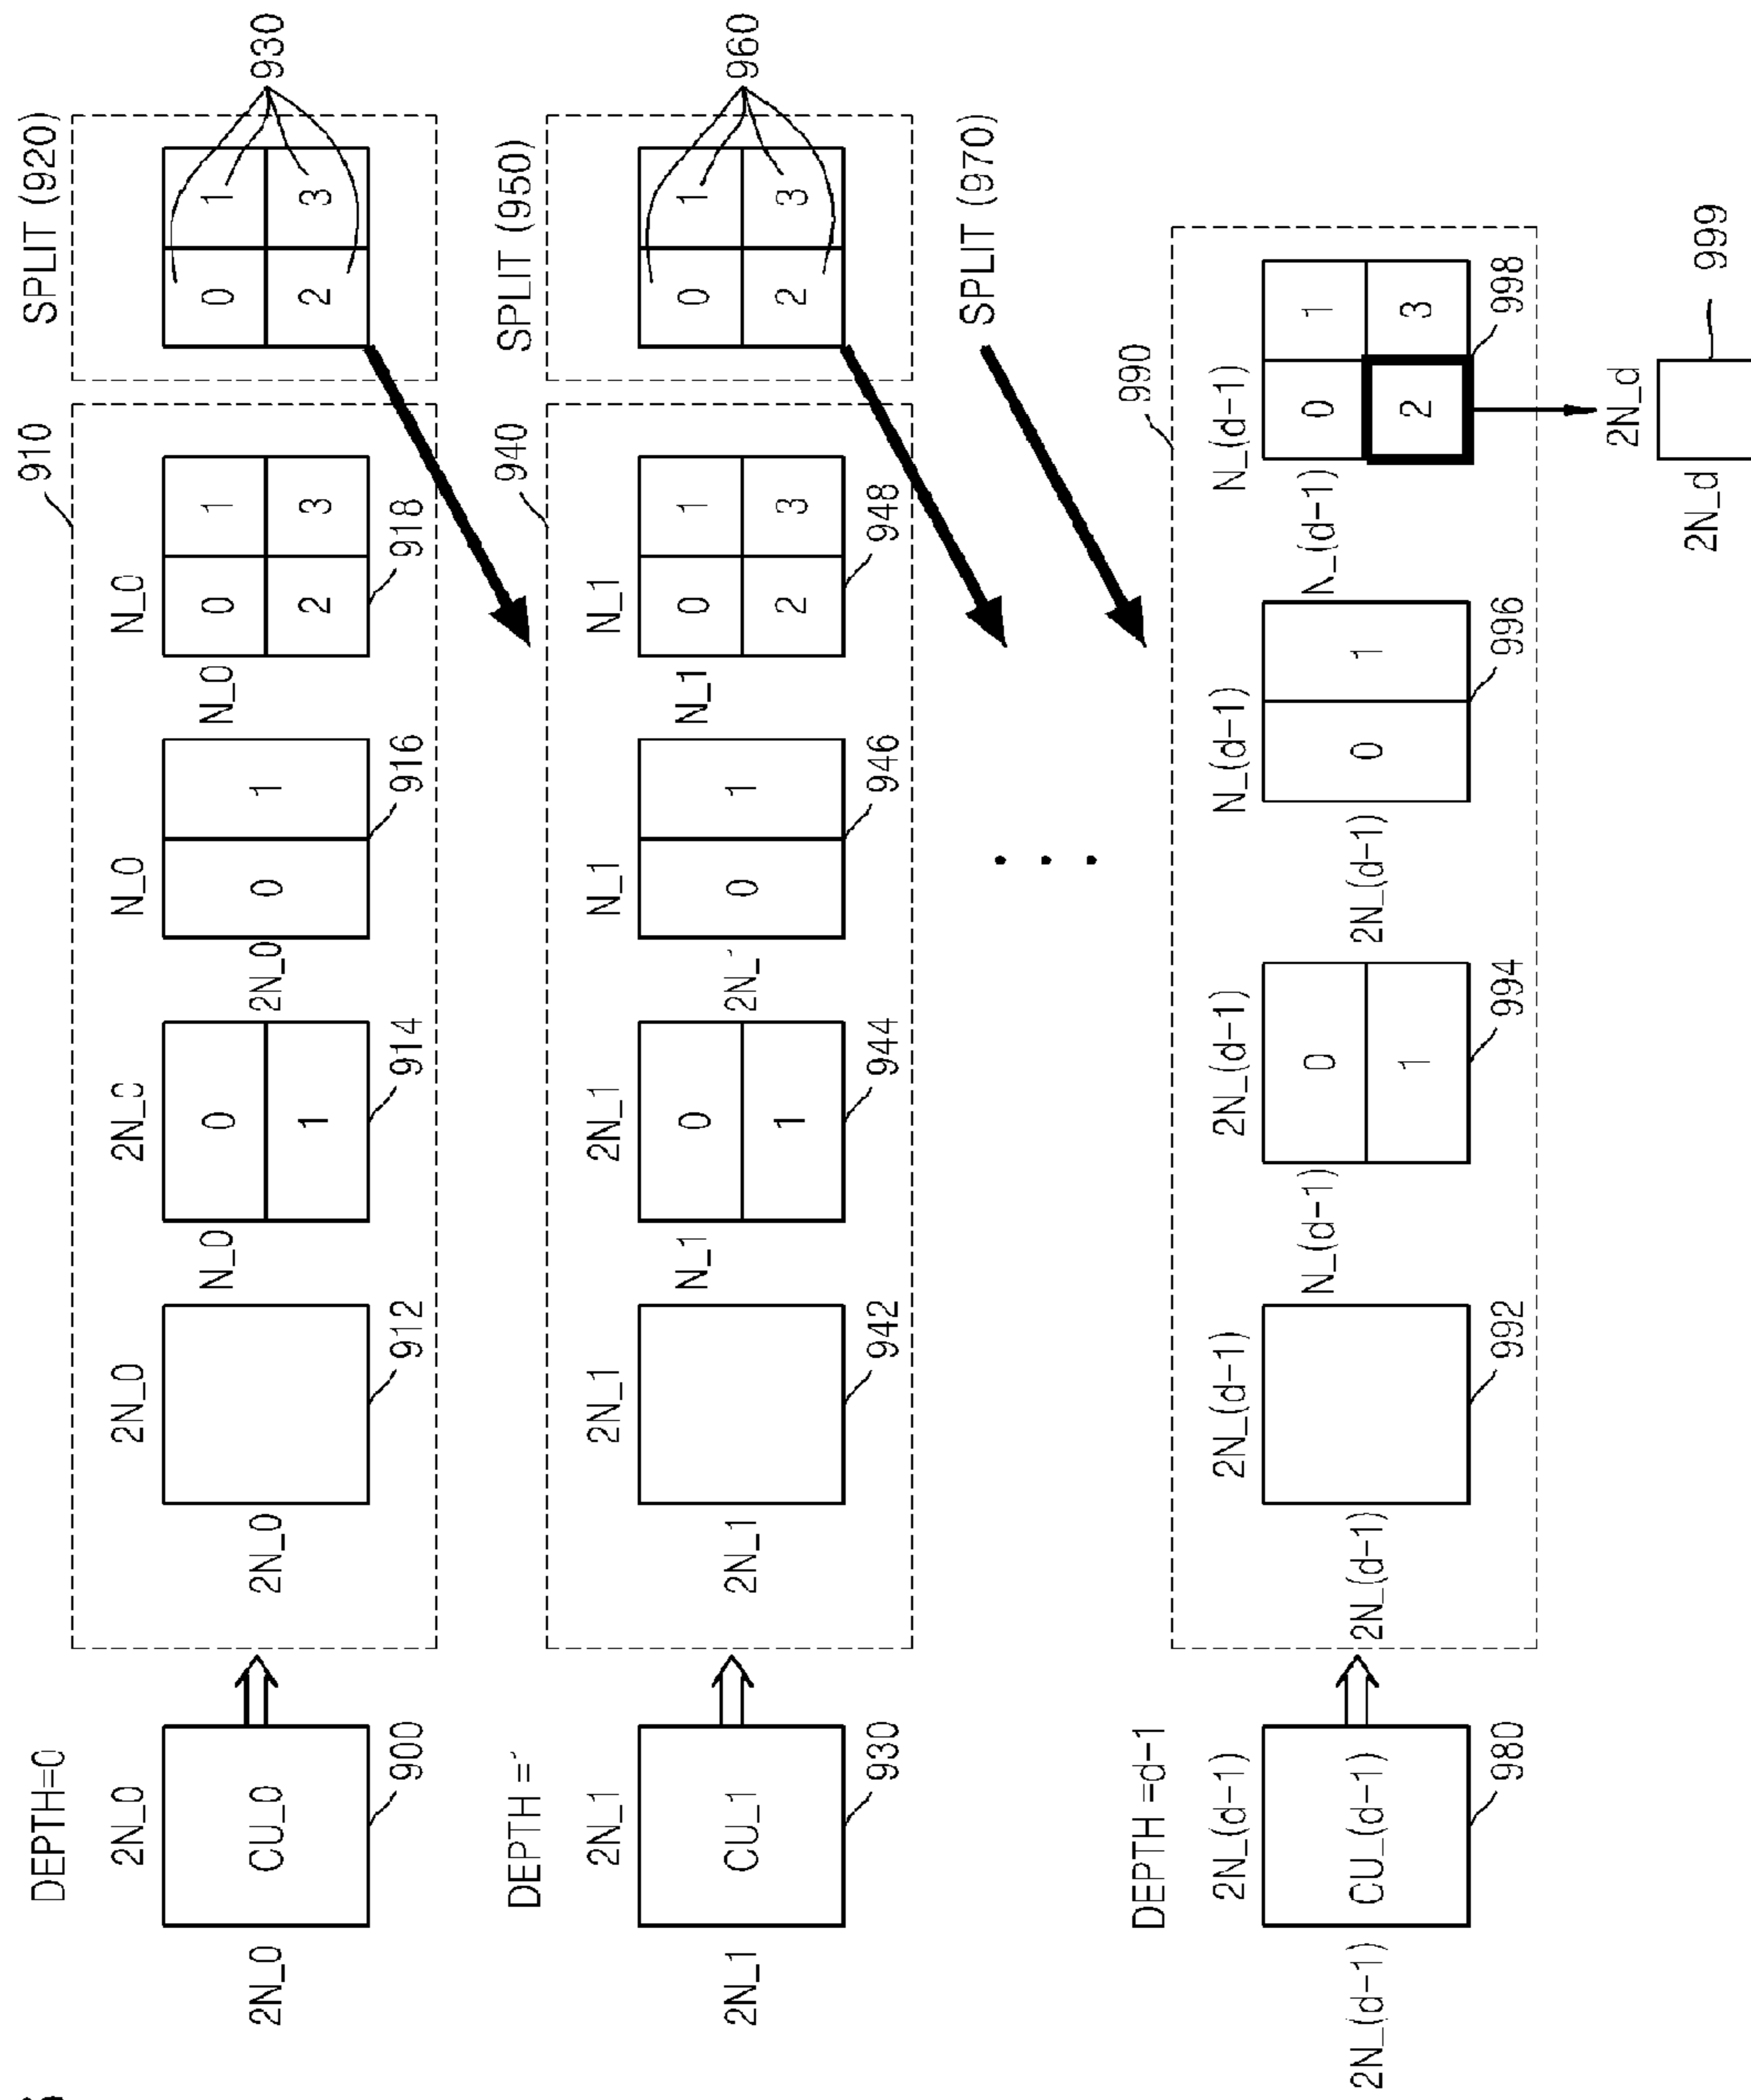 DEPTH=0
SPLIT (920)
910
2N_0
2N_0
2N_C
N_0
N_0
CU_0
2N_0
2N_0
N_0
0
1
2N_0
0
1
N_0
0
1
2
3
0
1
2
3
930
900
912
914
916
918
DEPTH =
SPLIT (950)
940
2N_1
2N_1
2N_1
N_1
N_1
CU_1
2N_1
2N_1
N_1
0
1
2N_
0
1
N_1
0
1
2
3
0
1
2
3
960
930
942
944
946
948
SPLIT (970)
DEPTH =d-1
990
2N_(d-1)
2N_(d-1)
2N_(d-1)
N_(d-1)
N_(d-1)
2N_(d-1)
CU_(d-1)
2N_(d-1)
N_(d-1)
0
1
2N_(d-1)
0
1
N_(d-1)
0
1
2
3
980
992
994
996
998
2N_d
2N_d
999